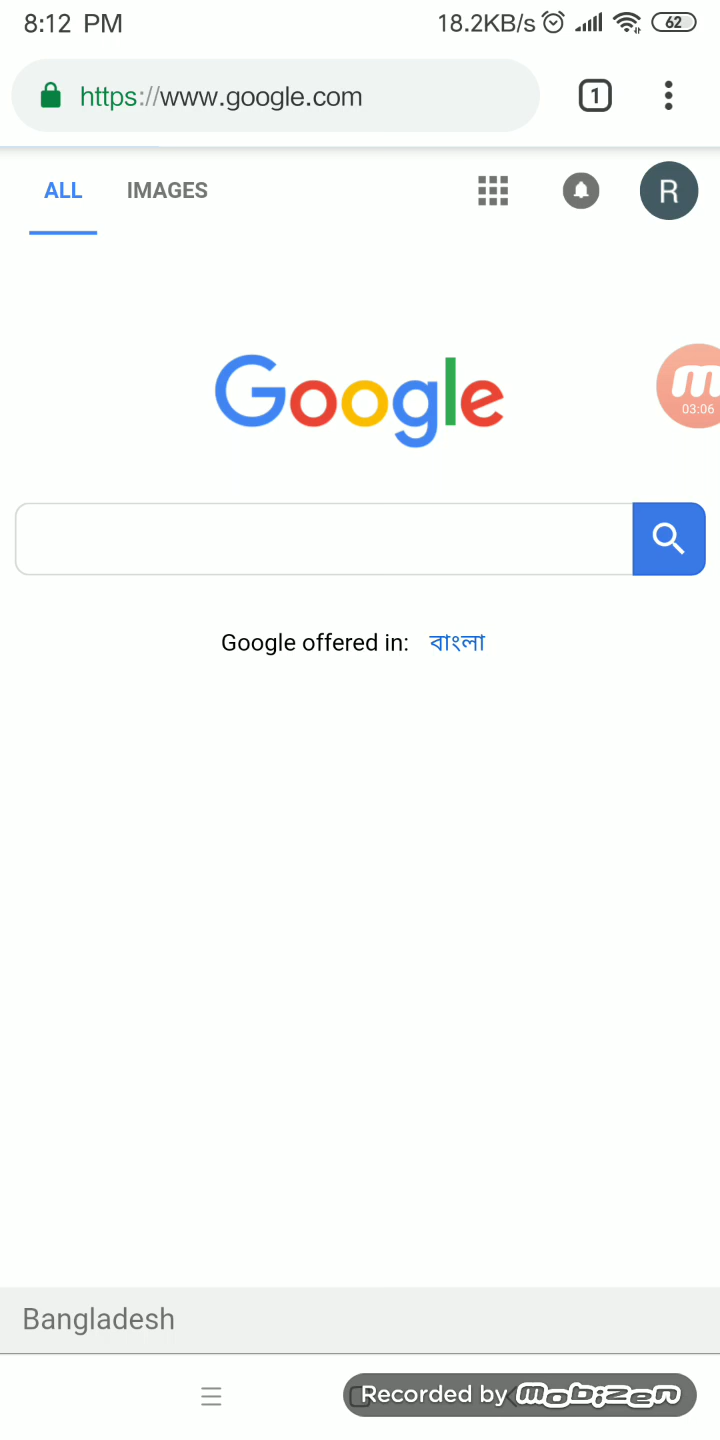 8:12 PM 18.2KB/s 62
https://www.google.com 1
ALL IMAGES R
Google
m
03:06
Google offered in: বাংলা
Bangladesh
Recorded by mobizen